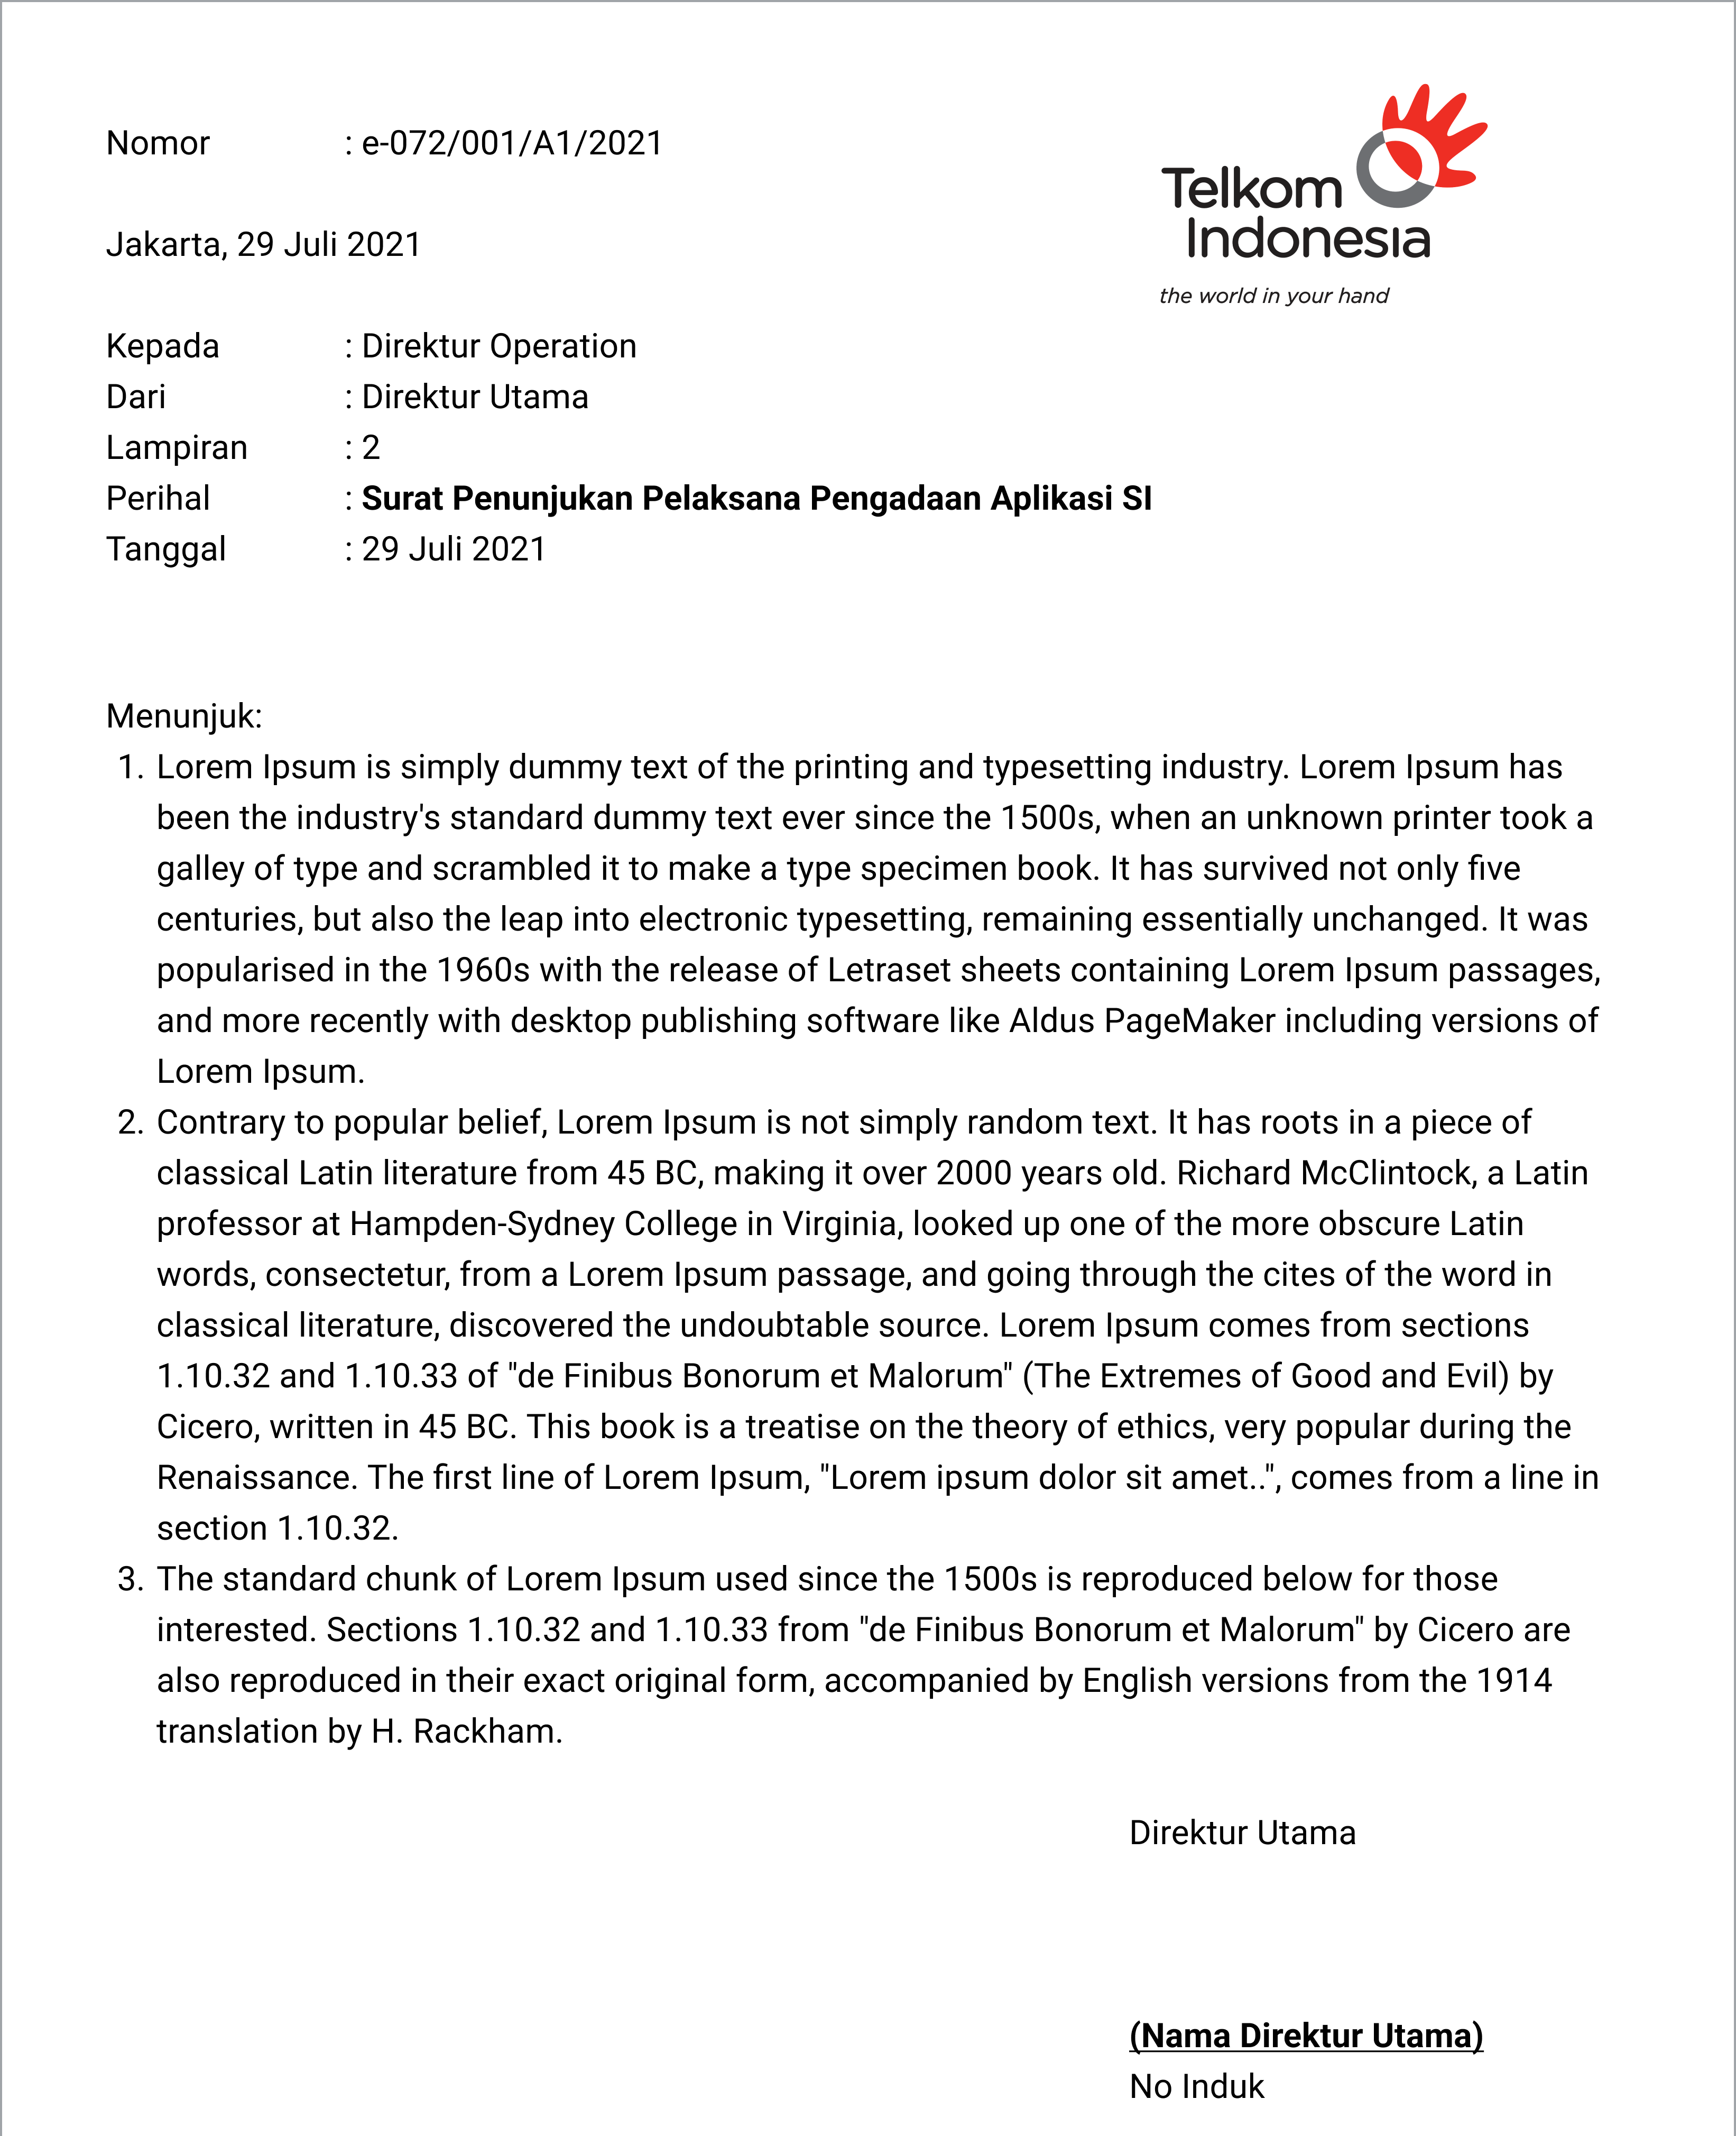 Nomor : e-072/001/A1/2021
Telkom
Indonesia
the world in your hand
Jakarta, 29 Juli 2021
Kepada : Direktur Operation
Dari : Direktur Utama
Lampiran : 2
Perihal : Surat Penunjukan Pelaksana Pengadaan Aplikasi SI
Tanggal : 29 Juli 2021
Menunjuk:
1. Lorem Ipsum is simply dummy text of the printing and typesetting industry. Lorem Ipsum has
been the industry's standard dummy text ever since the 1500s, when an unknown printer took a
galley of type and scrambled it to make a type specimen book. It has survived not only five
centuries, but also the leap into electronic typesetting, remaining essentially unchanged. It was
popularised in the 1960s with the release of Letraset sheets containing Lorem Ipsum passages,
and more recently with desktop publishing software like Aldus PageMaker including versions of
Lorem Ipsum.
2. Contrary to popular belief, Lorem Ipsum is not simply random text. It has roots in a piece of
classical Latin literature from 45 BC, making it over 2000 years old. Richard McClintock, a Latin
professor at Hampden-Sydney College in Virginia, looked up one of the more obscure Latin
words, consectetur, from a Lorem Ipsum passage, and going through the cites of the word in
classical literature, discovered the undoubtable source. Lorem Ipsum comes from sections
1.10.32 and 1.10.33 of "de Finibus Bonorum et Malorum" (The Extremes of Good and Evil) by
Cicero, written in 45 BC. This book is a treatise on the theory of ethics, very popular during the
Renaissance. The first line of Lorem Ipsum, "Lorem ipsum dolor sit amet..", comes from a line in
section 1.10.32.
3. The standard chunk of Lorem Ipsum used since the 1500s is reproduced below for those
interested. Sections 1.10.32 and 1.10.33 from "de Finibus Bonorum et Malorum" by Cicero are
also reproduced in their exact original form, accompanied by English versions from the 1914
translation by H. Rackham.
Direktur Utama
(Nama Direktur Utama)
No Induk